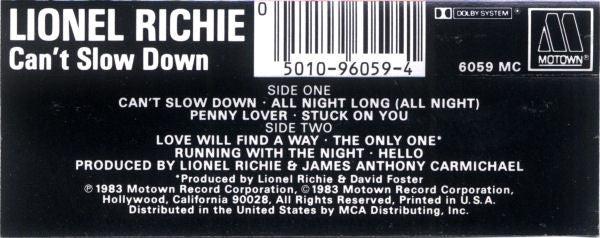 LIONEL RICHIE
Can't Slow Down
0
5010-96059-4
DOLBY SYSTEM
6059 MC
MOTOWN®
SIDE ONE
CAN'T SLOW DOWN · ALL NIGHT LONG (ALL NIGHT)
PENNY LOVER · STUCK ON YOU
SIDE TWO
LOVE WILL FIND A WAY · THE ONLY ONE*
RUNNING WITH THE NIGHT · HELLO
PRODUCED BY LIONEL RICHIE & JAMES ANTHONY CARMICHAEL
*Produced by Lionel Richie & David Foster
℗ 1983 Motown Record Corporation, ©1983 Motown Record Corporation,
Hollywood, California 90028, All Rights Reserved, Printed in U.S.A.
Distributed in the United States by MCA Distributing, Inc.